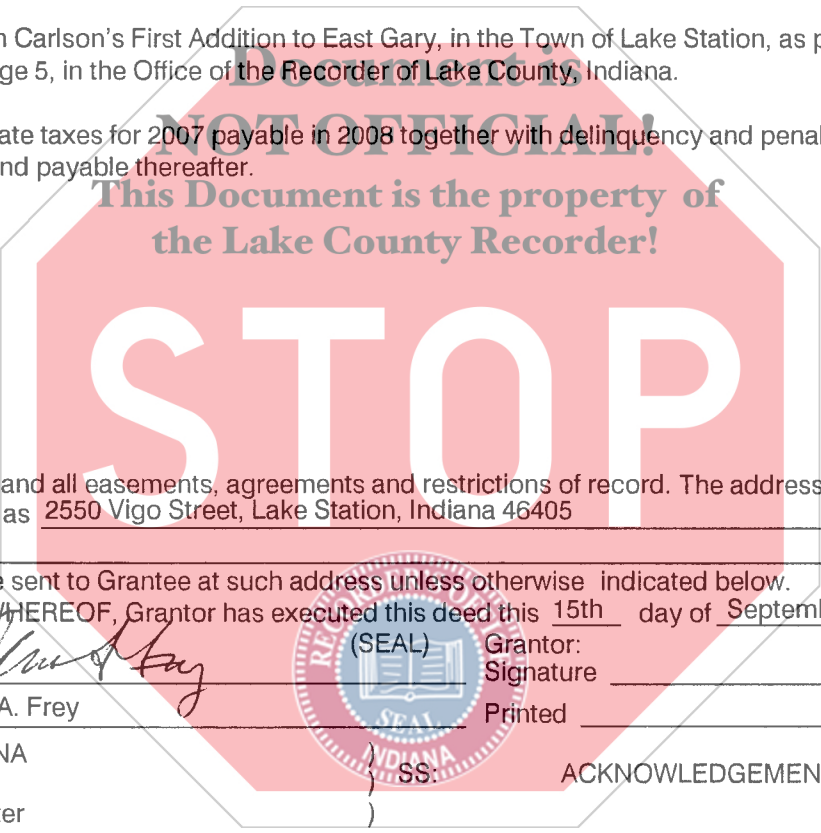 n Carlson's First Addition to East Gary, in the Town of Lake Station, as p
ge 5, in the Office of the Recorder of Lake County, Indiana.
Document is
ate taxes for 2007 payable in 2008 together with delinquency and penal
NOT OFFICIAL!
nd payable thereafter.
This Document is the property of
the Lake County Recorder!
STOP
and all easements, agreements and restrictions of record. The address
as 2550 Vigo Street, Lake Station, Indiana 46405
e sent to Grantee at such address unless otherwise indicated below.
WHEREOF, Grantor has executed this deed this 15th day of Septemb
(SEAL) Grantor:
Signature
A. Frey Printed
NA
) SS: ACKNOWLEDGEMEN
ter )
RECORDER OF
SEAL
INDIANA